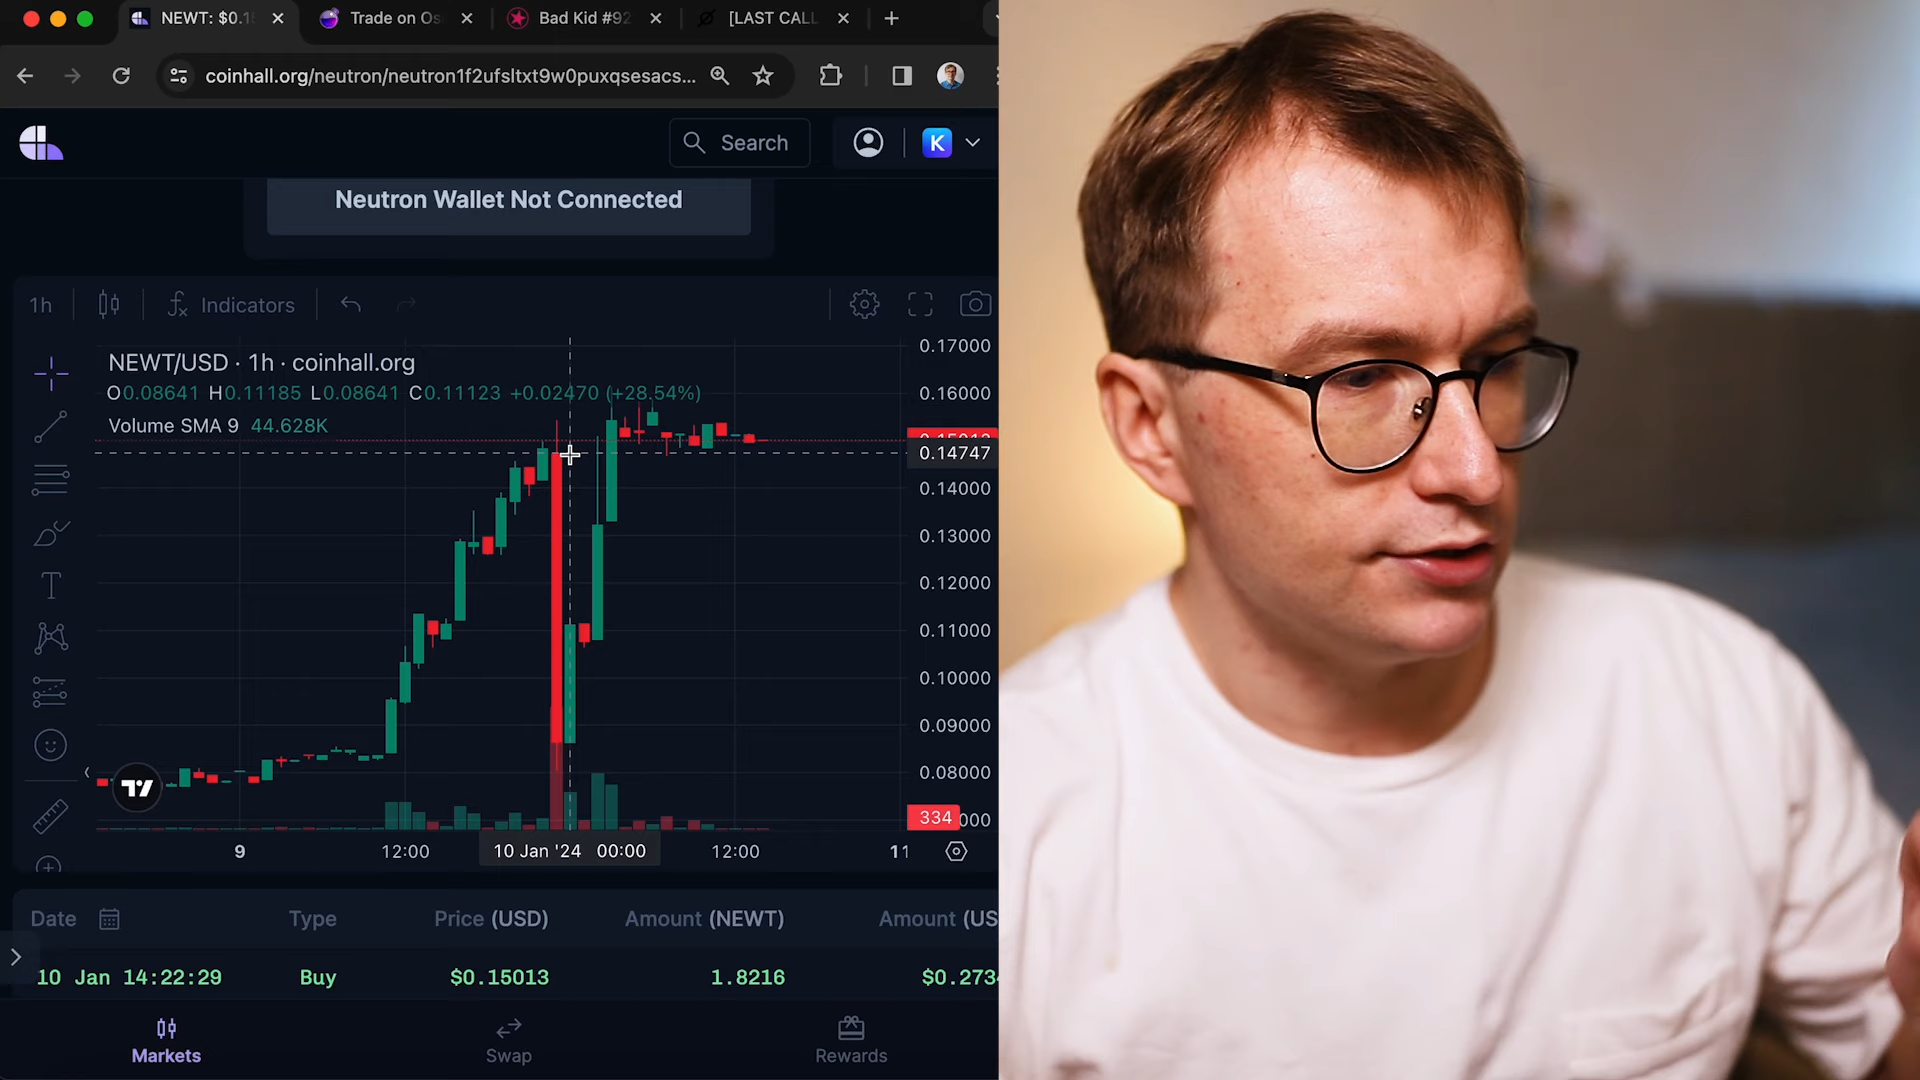 NEWT: $0.1
Trade on Os
Bad Kid #92
[LAST CALL
coinhall.org/neutron/neutron1f2ufsltxt9w0puxqsesacs...
Search
K
Neutron Wallet Not Connected
1h
Indicators
NEWT/USD · 1h · coinhall.org
O0.08641 H0.11185 L0.08641 C0.11123 +0.02470 (+28.54%)
Volume SMA 9 44.628K
0.17000
0.16000
0.15013
0.14747
0.14000
0.13000
0.12000
0.11000
0.10000
0.09000
0.08000
334
000
9
12:00
10 Jan '24 00:00
12:00
11
Date
Type
Price (USD)
Amount (NEWT)
Amount (US
10 Jan 14:22:29
Buy
$0.15013
1.8216
$0.2734
Markets
Swap
Rewards